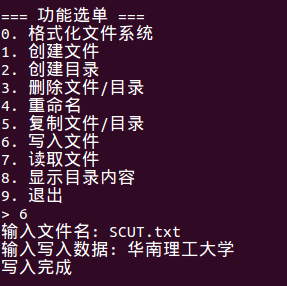 === 功能选单 ===
0. 格式化文件系统
1. 创建文件
2. 创建目录
3. 删除文件/目录
4. 重命名
5. 复制文件/目录
6. 写入文件
7. 读取文件
8. 显示目录内容
9. 退出
> 6
输入文件名: SCUT.txt
输入写入数据: 华南理工大学
写入完成